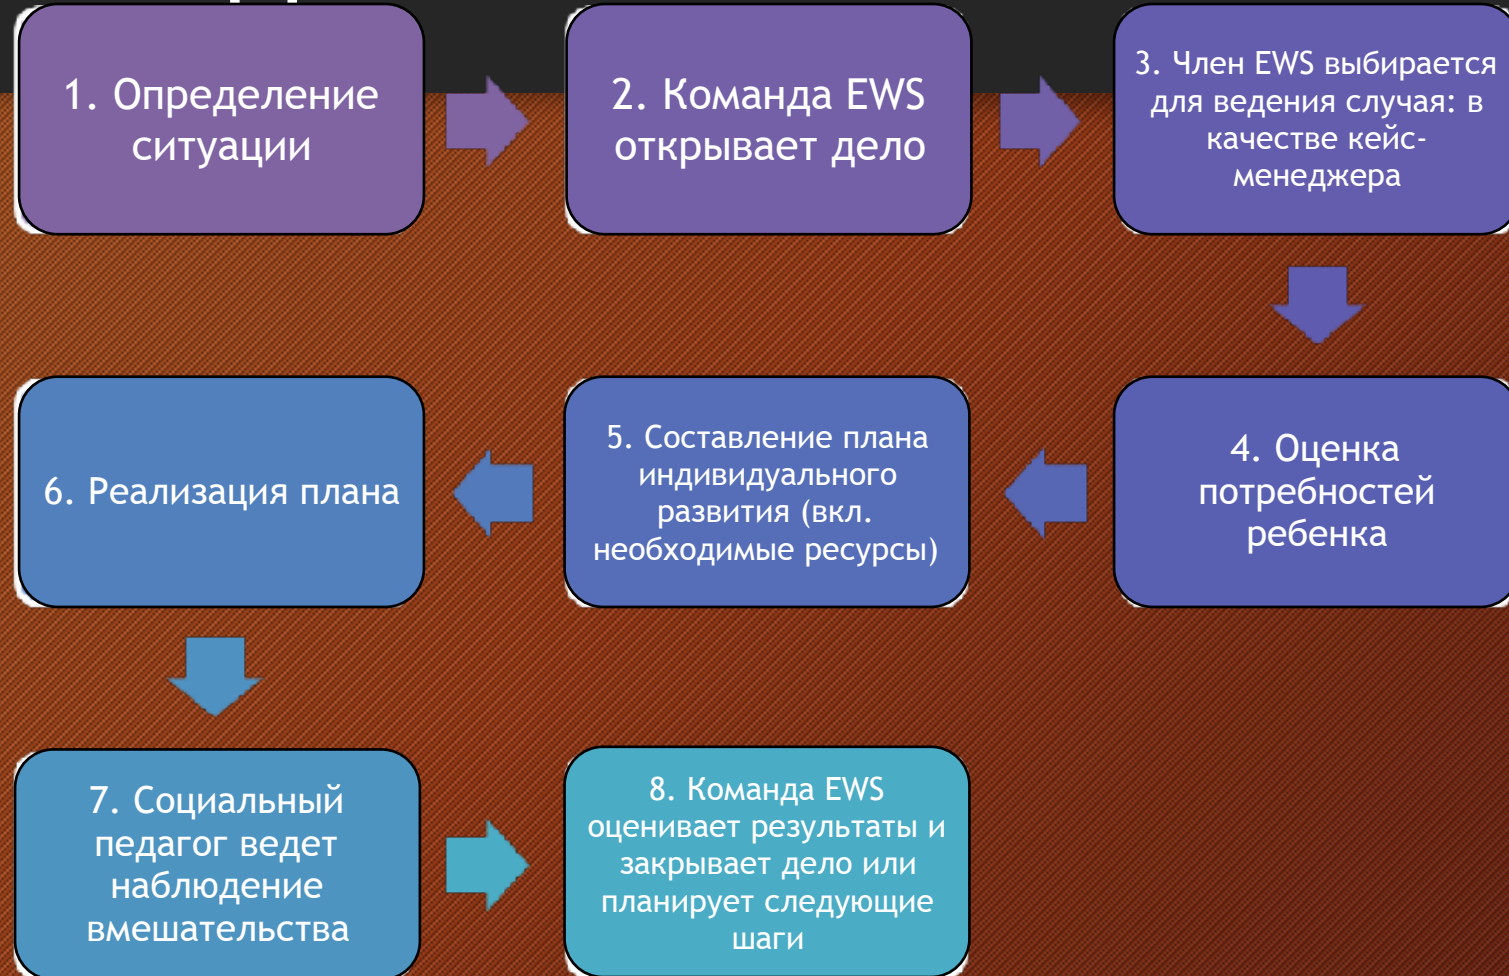 1. Определение
ситуации
2. Команда EWS
открывает дело
3. Член EWS выбирается
для ведения случая: в
качестве кейс-
менеджера
4. Оценка
потребностей
ребенка
5. Составление плана
индивидуального
развития (вкл.
необходимые ресурсы)
6. Реализация плана
7. Социальный
педагог ведет
наблюдение
вмешательства
8. Команда EWS
оценивает результаты и
закрывает дело или
планирует следующие
шаги